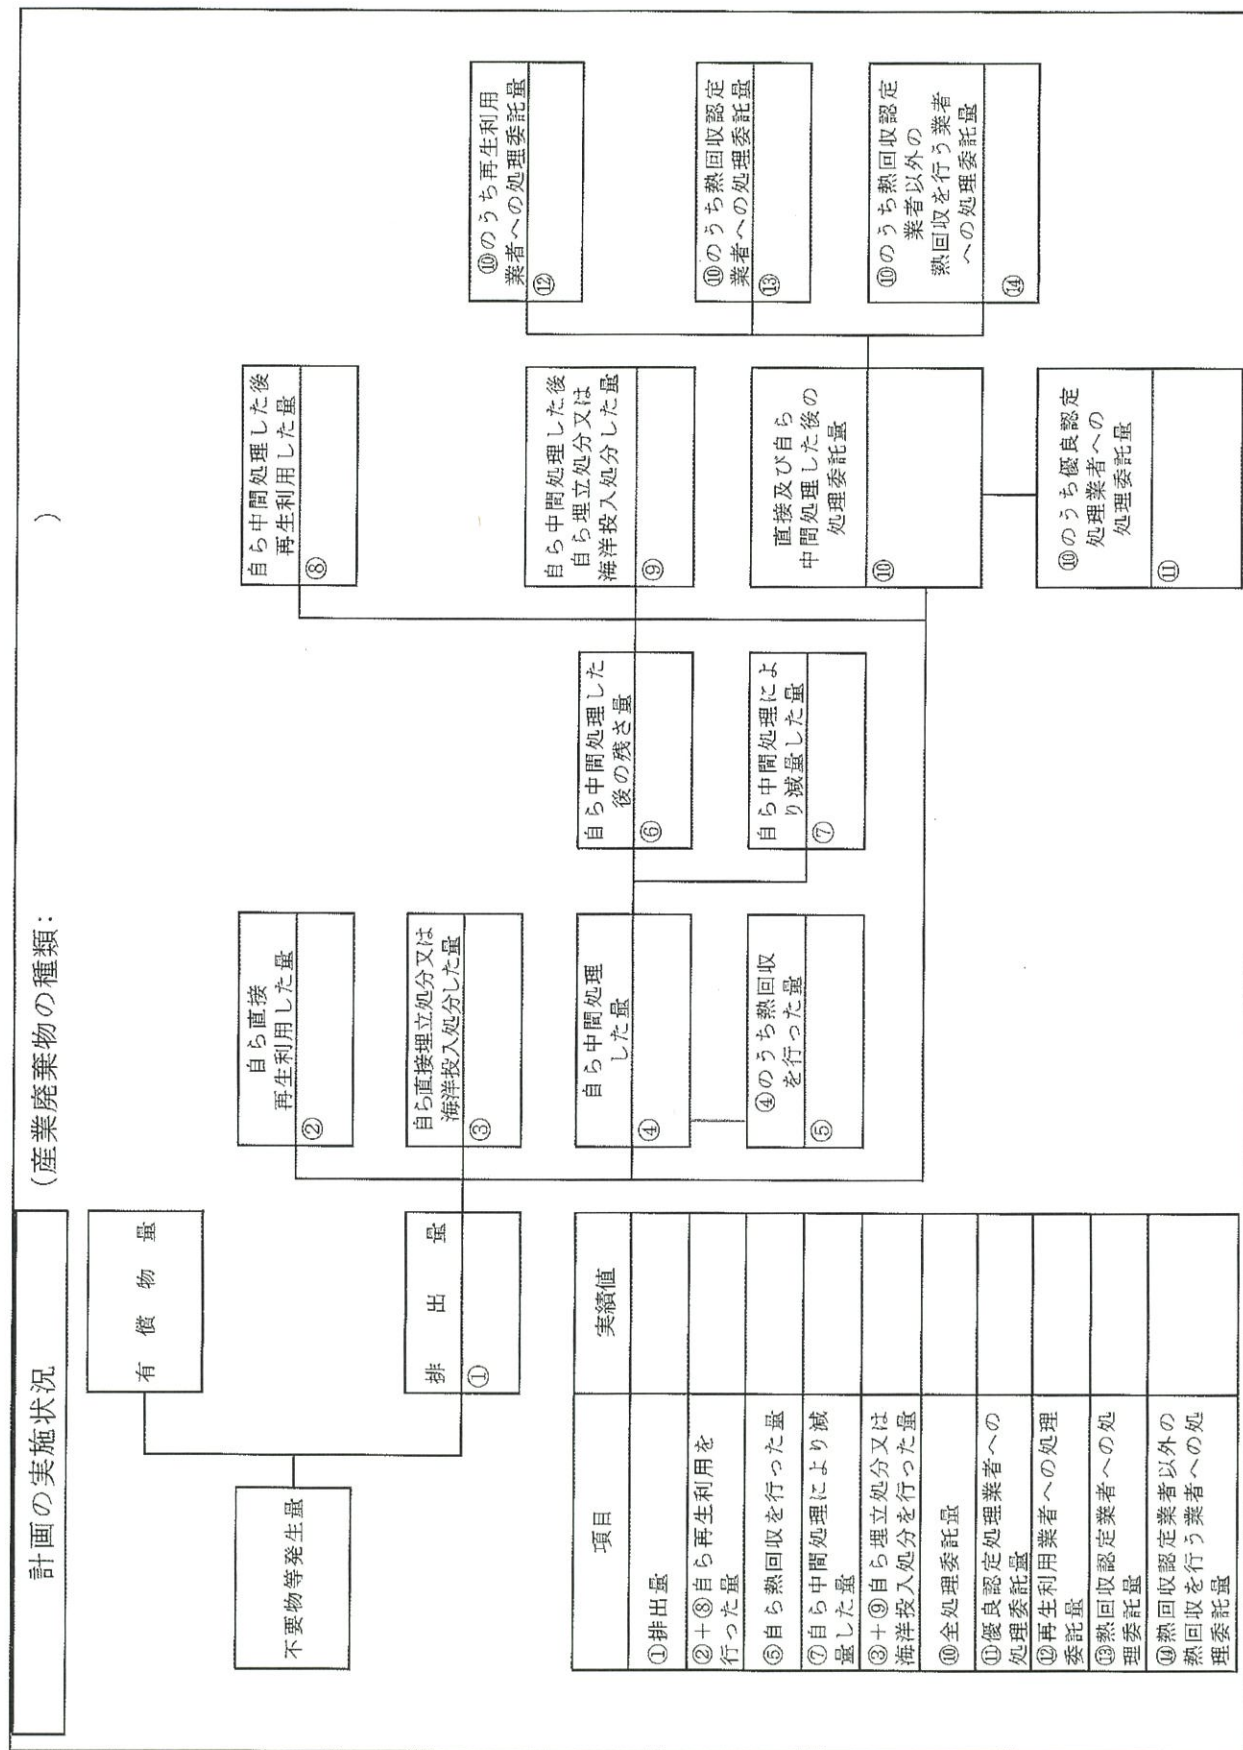 計画の実施状況
(産業廃棄物の種類:
)
不要物等発生量
有償物量
排出量
①
自ら直接
再生利用した量
②
自ら直接埋立処分又は
海洋投入処分した量
③
自ら中間処理
した量
④
④のうち熱回収
を行った量
⑤
自ら中間処理した
後の残さ量
⑥
自ら中間処理によ
り減量した量
⑦
自ら中間処理した後
再生利用した量
⑧
自ら中間処理した後
自ら埋立処分又は
海洋投入処分した量
⑨
直接及び自ら
中間処理した後の
処理委託量
⑩
⑩のうち優良認定
処理業者への
処理委託量
⑪
⑩のうち再生利用
業者への処理委託量
⑫
⑩のうち熱回収認定
業者への処理委託量
⑬
⑩のうち熱回収認定
業者以外の
熱回収を行う業者
への処理委託量
⑭
項目
実績値
①排出量
②+⑧自ら再生利用を
行った量
⑤自ら熱回収を行った量
⑦自ら中間処理により減
量した量
③+⑨自ら埋立処分又は
海洋投入処分を行った量
⑩全処理委託量
⑪優良認定処理業者への
処理委託量
⑫再生利用業者への処理
委託量
⑬熱回収認定業者への処
理委託量
⑭熱回収認定業者以外の
熱回収を行う業者への処
理委託量